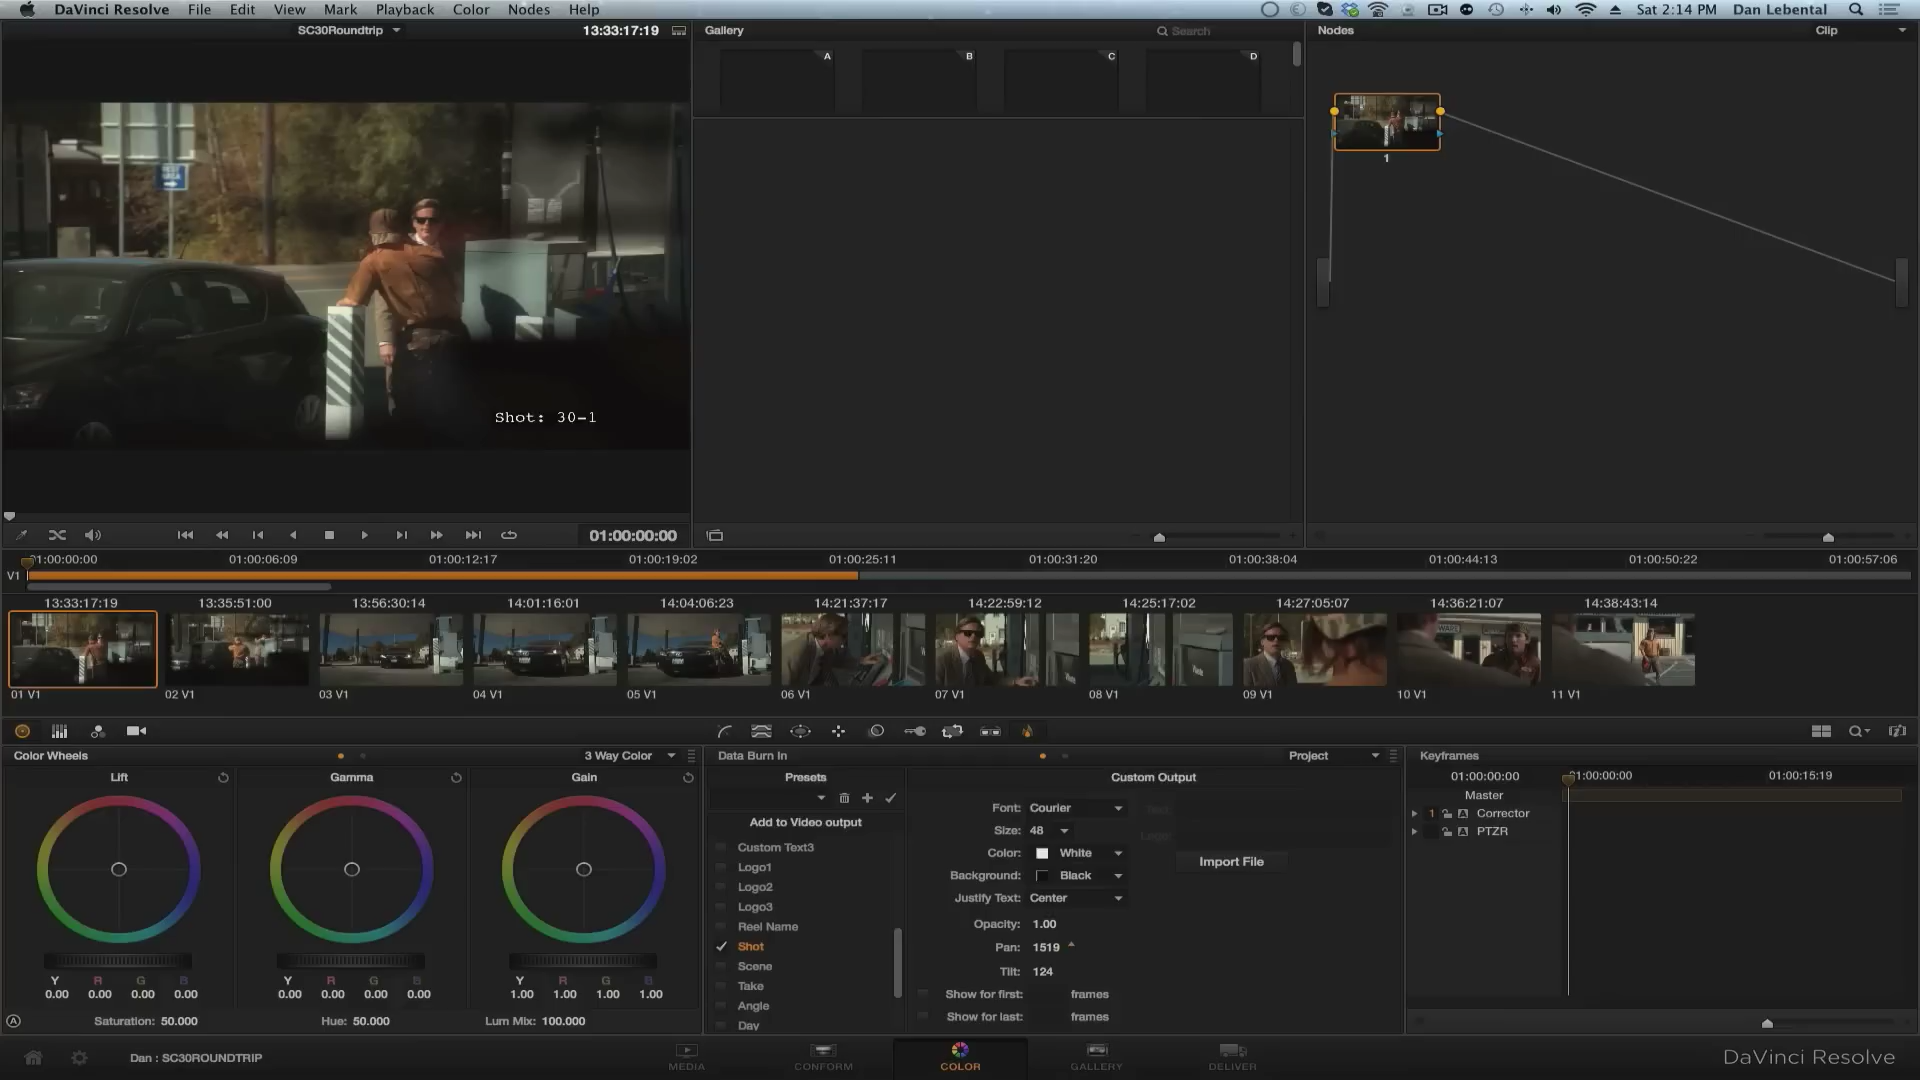 DaVinci Resolve File Edit View Mark Playback Color Nodes Help Sat 2:14 PM Dan Lebental
SC30Roundtrip 13:33:17:19 Gallery Search Nodes Clip
A B C D
1
TEST
AREA
Shot: 30-1
01:00:00:00
01:00:00:00 01:00:06:09 01:00:12:17 01:00:19:02 01:00:25:11 01:00:31:20 01:00:38:04 01:00:44:13 01:00:50:22 01:00:57:06
V1
13:33:17:19 13:35:51:00 13:56:30:14 14:01:16:01 14:04:06:23 14:21:37:17 14:22:59:12 14:25:17:02 14:27:05:07 14:36:21:07 14:38:43:14
01 V1 02 V1 03 V1 04 V1 05 V1 06 V1 07 V1 08 V1 09 V1 10 V1 11 V1
Color Wheels 3 Way Color
Lift Gamma Gain
Y R G B Y R G B Y R G B
0.00 0.00 0.00 0.00 0.00 0.00 0.00 0.00 1.00 1.00 1.00 1.00
Saturation: 50.000 Hue: 50.000 Lum Mix: 100.000
Data Burn In Project
Presets
Add to Video output
Custom Text3
Logo1
Logo2
Logo3
Reel Name
Shot
Scene
Take
Angle
Day
Custom Output
Font: Courier
Size: 48
Color: White
Background: Black
Justify Text: Center
Opacity: 1.00
Pan: 1519
Tilt: 124
Show for first: frames
Show for last: frames
Text:
Logo:
Import File
Keyframes
01:00:00:00 01:00:00:00 01:00:15:19
Master
1 Corrector
PTZR
Dan : SC30ROUNDTRIP
MEDIA CONFORM COLOR GALLERY DELIVER
DaVinci Resolve